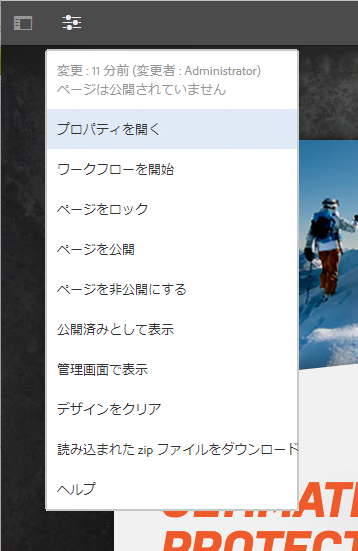 変更 : 11 分前 (変更者 : Administrator)
ページは公開されていません
プロパティを開く
ワークフローを開始
ページをロック
ページを公開
ページを非公開にする
公開済みとして表示
管理画面で表示
デザインをクリア
読み込まれた zip ファイルをダウンロード
ヘルプ
ULTIMATE
PROTECT